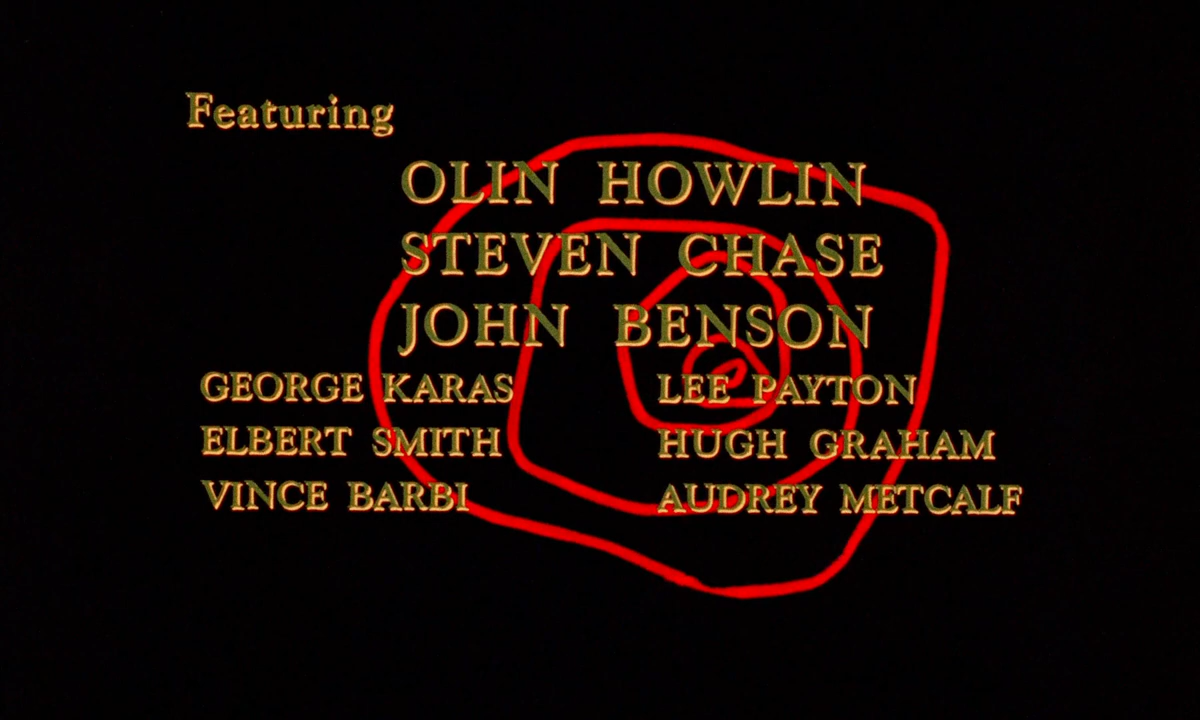 Featuring
OLIN HOWLIN
STEVEN CHASE
JOHN BENSON
GEORGE KARAS LEE PAYTON
ELBERT SMITH HUGH GRAHAM
VINCE BARBI AUDREY METCALF